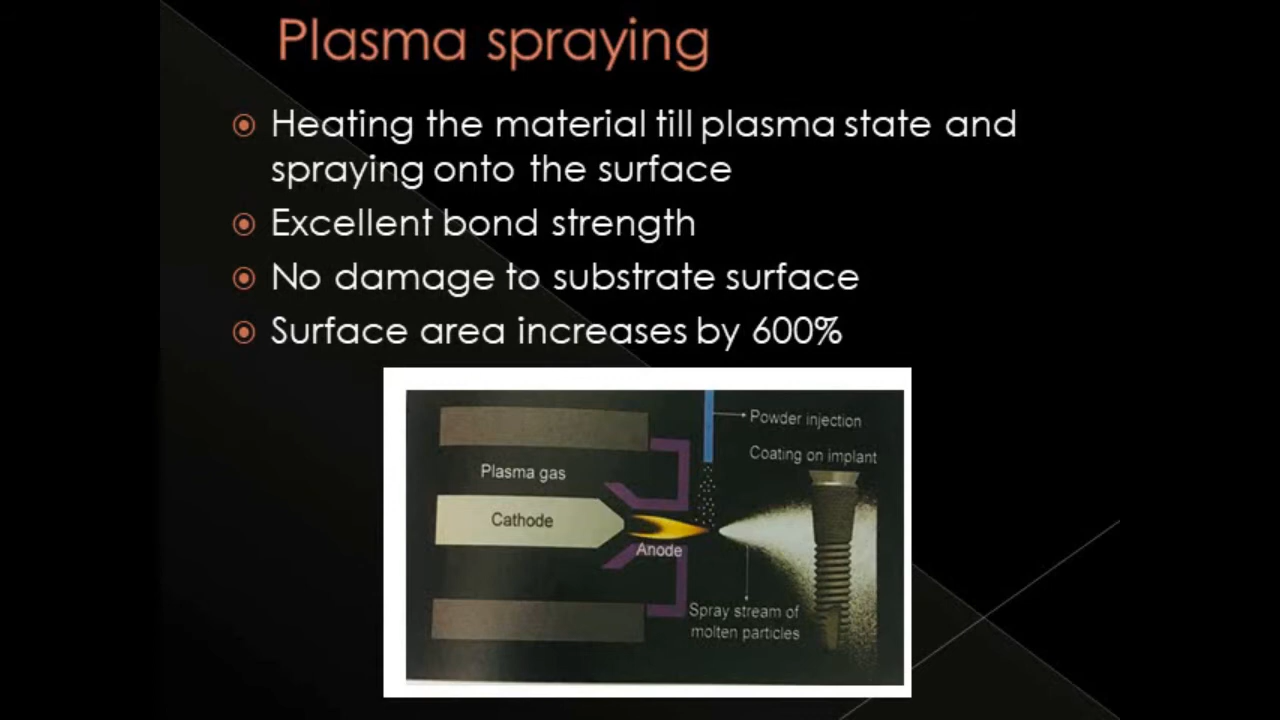 Plasma spraying
Heating the material till plasma state and
spraying onto the surface
Excellent bond strength
No damage to substrate surface
Surface area increases by 600%
Powder injection
Coating on implant
Plasma gas
Cathode
Anode
Spray stream of
molten particles